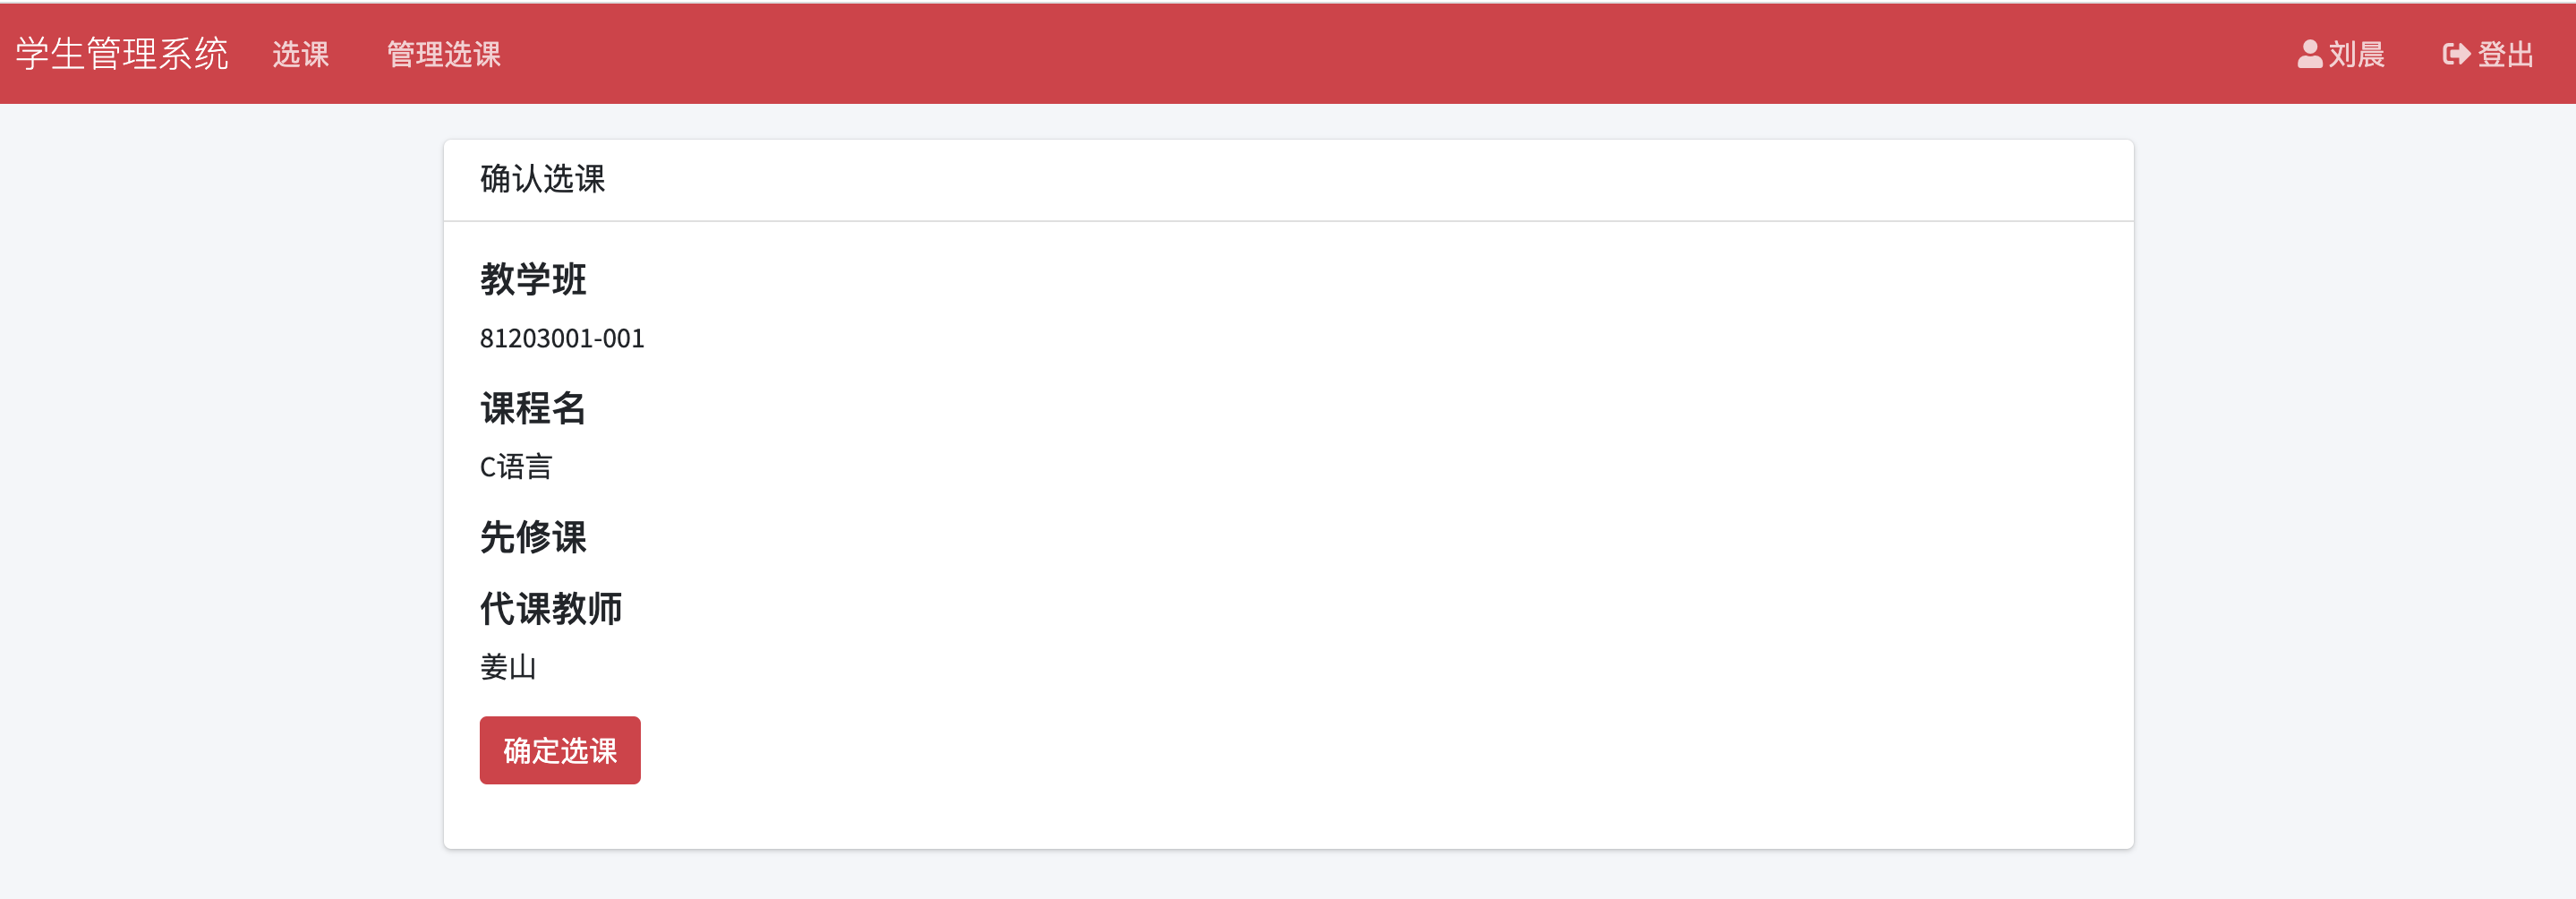 学生管理系统 选课 管理选课 刘晨 登出
确认选课
教学班
81203001-001
课程名
C语言
先修课
代课教师
姜山
确定选课